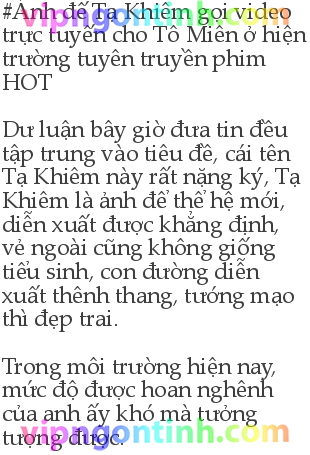 #Ảnh đế Tạ Khiêm gọi video
trực tuyến cho Tô Miên ở hiện
trường tuyên truyền phim
HOT
Dư luận bây giờ đưa tin đều
tập trung vào tiêu đề, cái tên
Tạ Khiêm này rất nặng ký, Tạ
Khiêm là ảnh đế thế hệ mới,
diễn xuất được khẳng định,
vẻ ngoài cũng không giống
tiểu sinh, con đường diễn
xuất thênh thang, tướng mạo
thì đẹp trai.
Trong môi trường hiện nay,
mức độ được hoan nghênh
của anh ấy khó mà tưởng
tượng được.
vipngontinh.com
vipngontinh.com